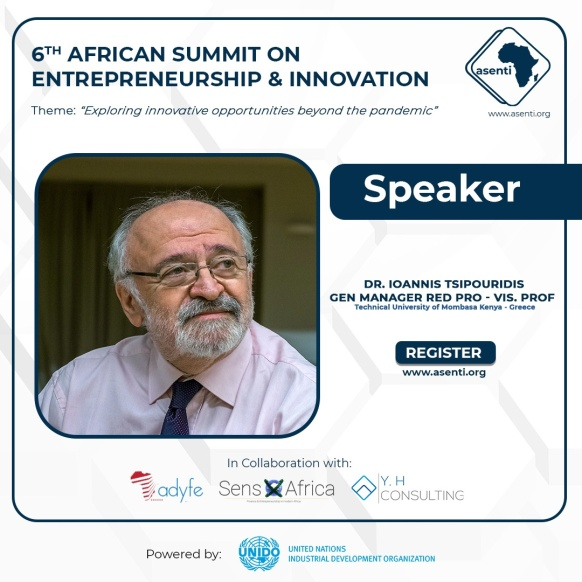 6TH AFRICAN SUMMIT ON
ENTREPRENEURSHIP & INNOVATION
Theme: “Exploring innovative opportunities beyond the pandemic”
asenti
www.asenti.org
Speaker
DR. IOANNIS TSIPOURIDIS
GEN MANAGER RED PRO - VIS. PROF
Technical University of Mombasa Kenya - Greece
REGISTER
www.asenti.org
In Collaboration with:
adyfe
Sens Africa
Y. H
CONSULTING
Powered by:
UNIDO
UNITED NATIONS
INDUSTRIAL DEVELOPMENT ORGANIZATION